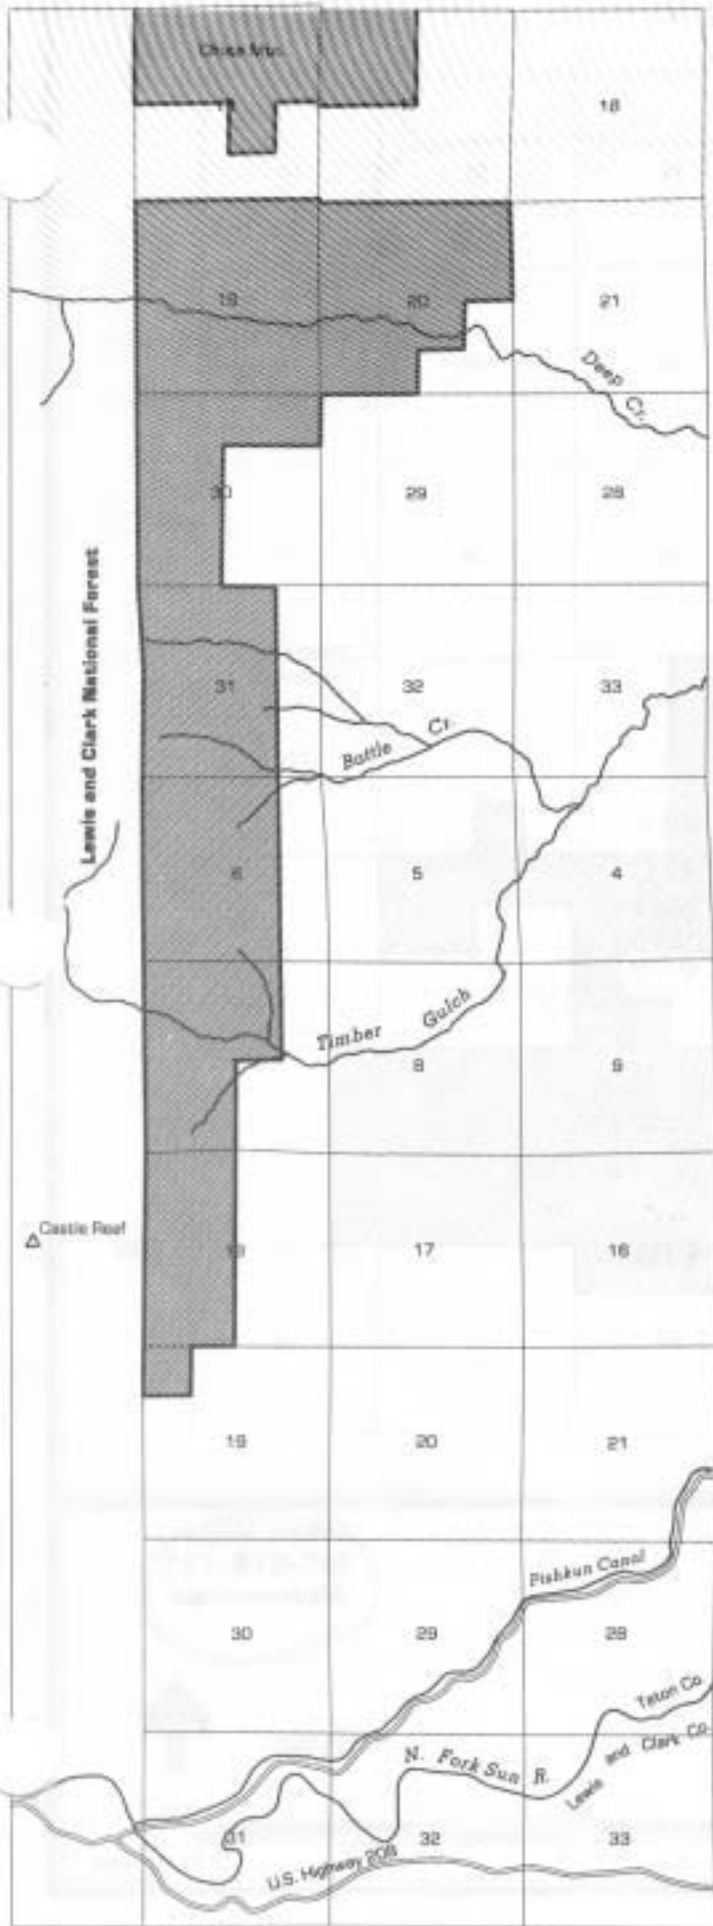 18
19
20
21
Deep
Cr.
30
29
28
Lewis and Clark National Forest
31
32
33
Battle
Cr.
6
5
4
Timber
Gulch
8
9
Castle Reef
17
16
19
20
21
Pishkun Canal
30
29
28
Teton Co.
N. Fork Sun R.
Lewis and Clark Co.
31
32
33
U.S. Highway 208